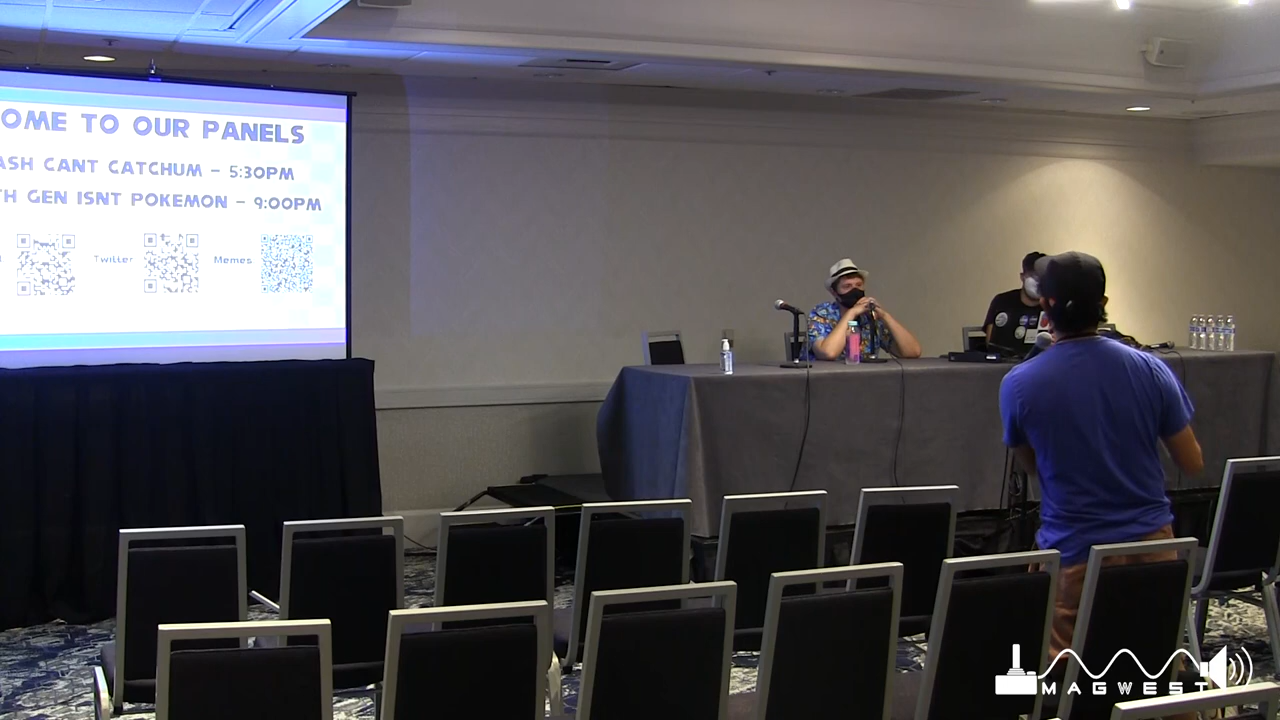 OME TO OUR PANELS
ASH CANT CATCHUM - 5:30PM
TH GEN ISNT POKEMON - 9:00PM
Twitter
Memes
MAGWEST